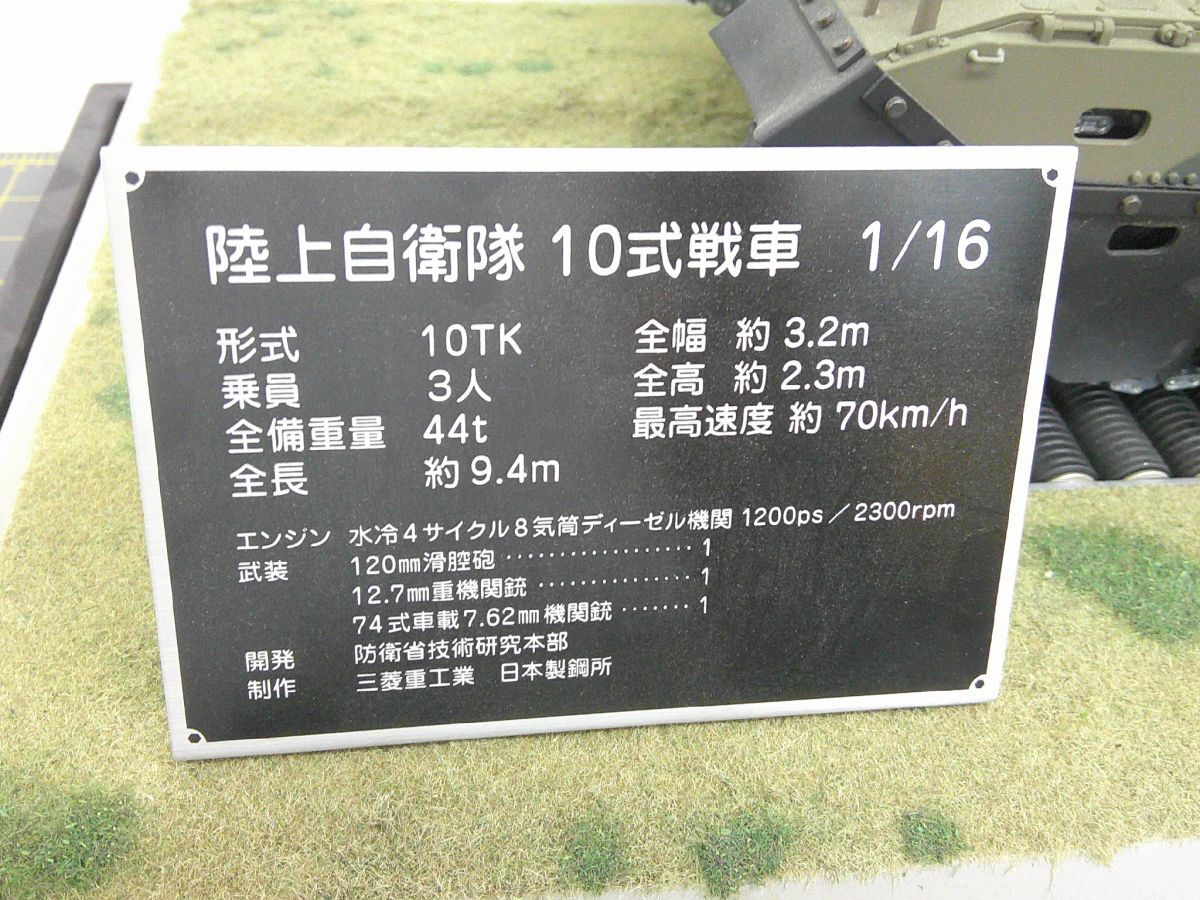 陸上自衛隊 10式戦車 1/16
形式 10TK
乗員 3人
全備重量 44t
全長 約9.4m
全幅 約3.2m
全高 約2.3m
最高速度 約70km/h
エンジン 水冷4サイクル8気筒ディーゼル機関 1200ps/2300rpm
武装 120mm滑腔砲 ……………… 1
12.7mm重機関銃 …………… 1
74式車載7.62mm機関銃 ……. 1
開発 防衛省技術研究本部
制作 三菱重工業 日本製鋼所